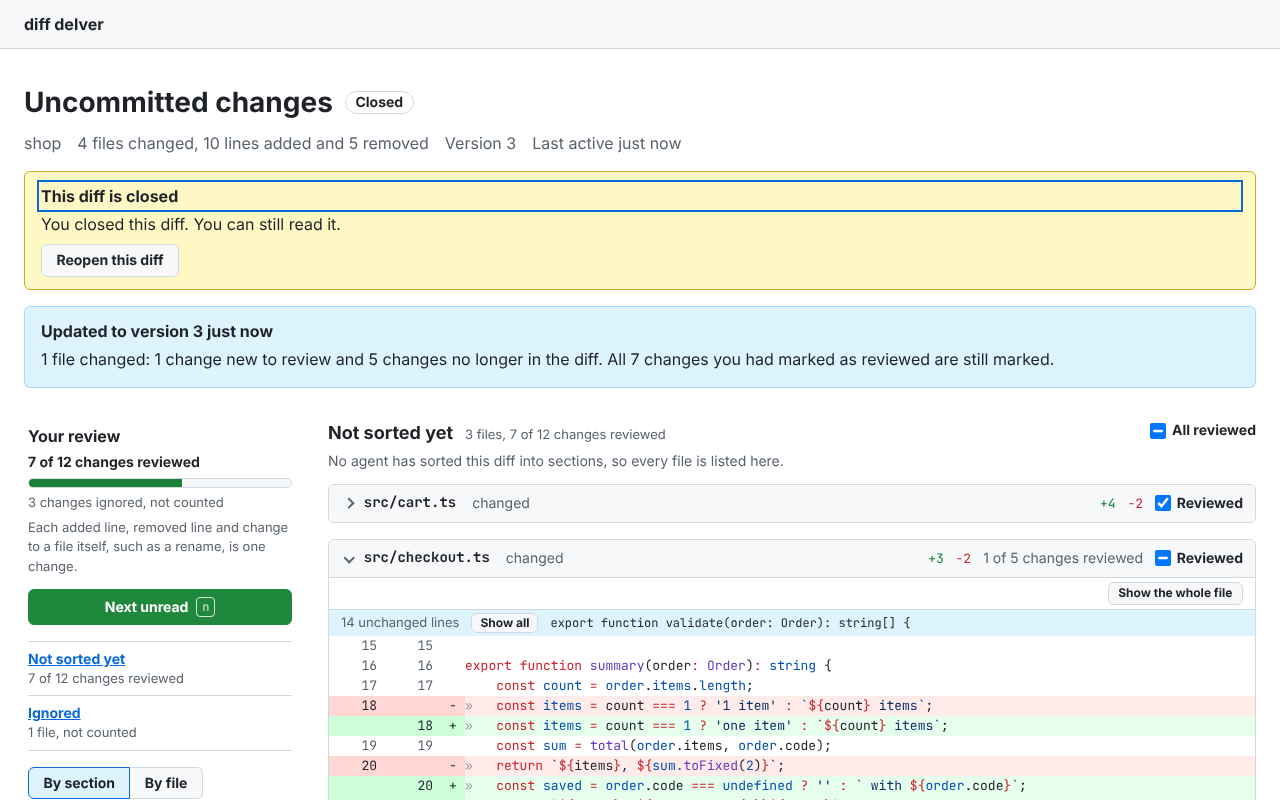 diff delver
Uncommitted changes Closed
shop 4 files changed, 10 lines added and 5 removed Version 3 Last active just now
This diff is closed
You closed this diff. You can still read it.
Reopen this diff
Updated to version 3 just now
1 file changed: 1 change new to review and 5 changes no longer in the diff. All 7 changes you had marked as reviewed are still marked.
Your review
7 of 12 changes reviewed
3 changes ignored, not counted
Each added line, removed line and change
to a file itself, such as a rename, is one
change.
Next unread n
Not sorted yet
7 of 12 changes reviewed
Ignored
1 file, not counted
By section By file
Not sorted yet 3 files, 7 of 12 changes reviewed All reviewed
No agent has sorted this diff into sections, so every file is listed here.
src/cart.ts changed +4 -2 Reviewed
src/checkout.ts changed +3 -2 1 of 5 changes reviewed Reviewed
Show the whole file
14 unchanged lines Show all export function validate(order: Order): string[] {
15 15
16 16 export function summary(order: Order): string {
17 17 const count = order.items.length;
18 - » const items = count === 1 ? '1 item' : `${count} items`;
18 + » const items = count === 1 ? 'one item' : `${count} items`;
19 19 const sum = total(order.items, order.code);
20 - » return `${items}, ${sum.toFixed(2)}`;
20 + » const saved = order.code === undefined ? '' : ` with ${order.code}`;